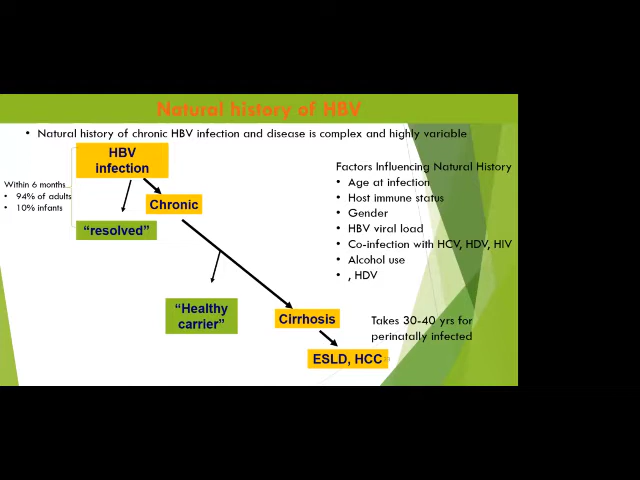 Natural history of HBV
• Natural history of chronic HBV infection and disease is complex and highly variable
HBV
infection
Within 6 months
• 94% of adults
• 10% infants
Chronic
"resolved"
"Healthy
carrier"
Cirrhosis
ESLD, HCC
Factors Influencing Natural History
• Age at infection
• Host immune status
• Gender
• HBV viral load
• Co-infection with HCV, HDV, HIV
• Alcohol use
• , HDV
Takes 30-40 yrs for
perinatally infected